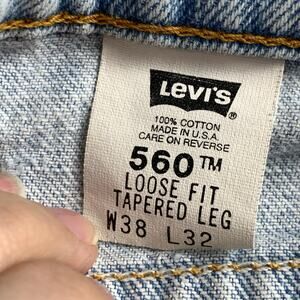 Levi's®
100% COTTON
MADE IN U.S.A.
CARE ON REVERSE
560™
LOOSE FIT
TAPERED LEG
W38 L32